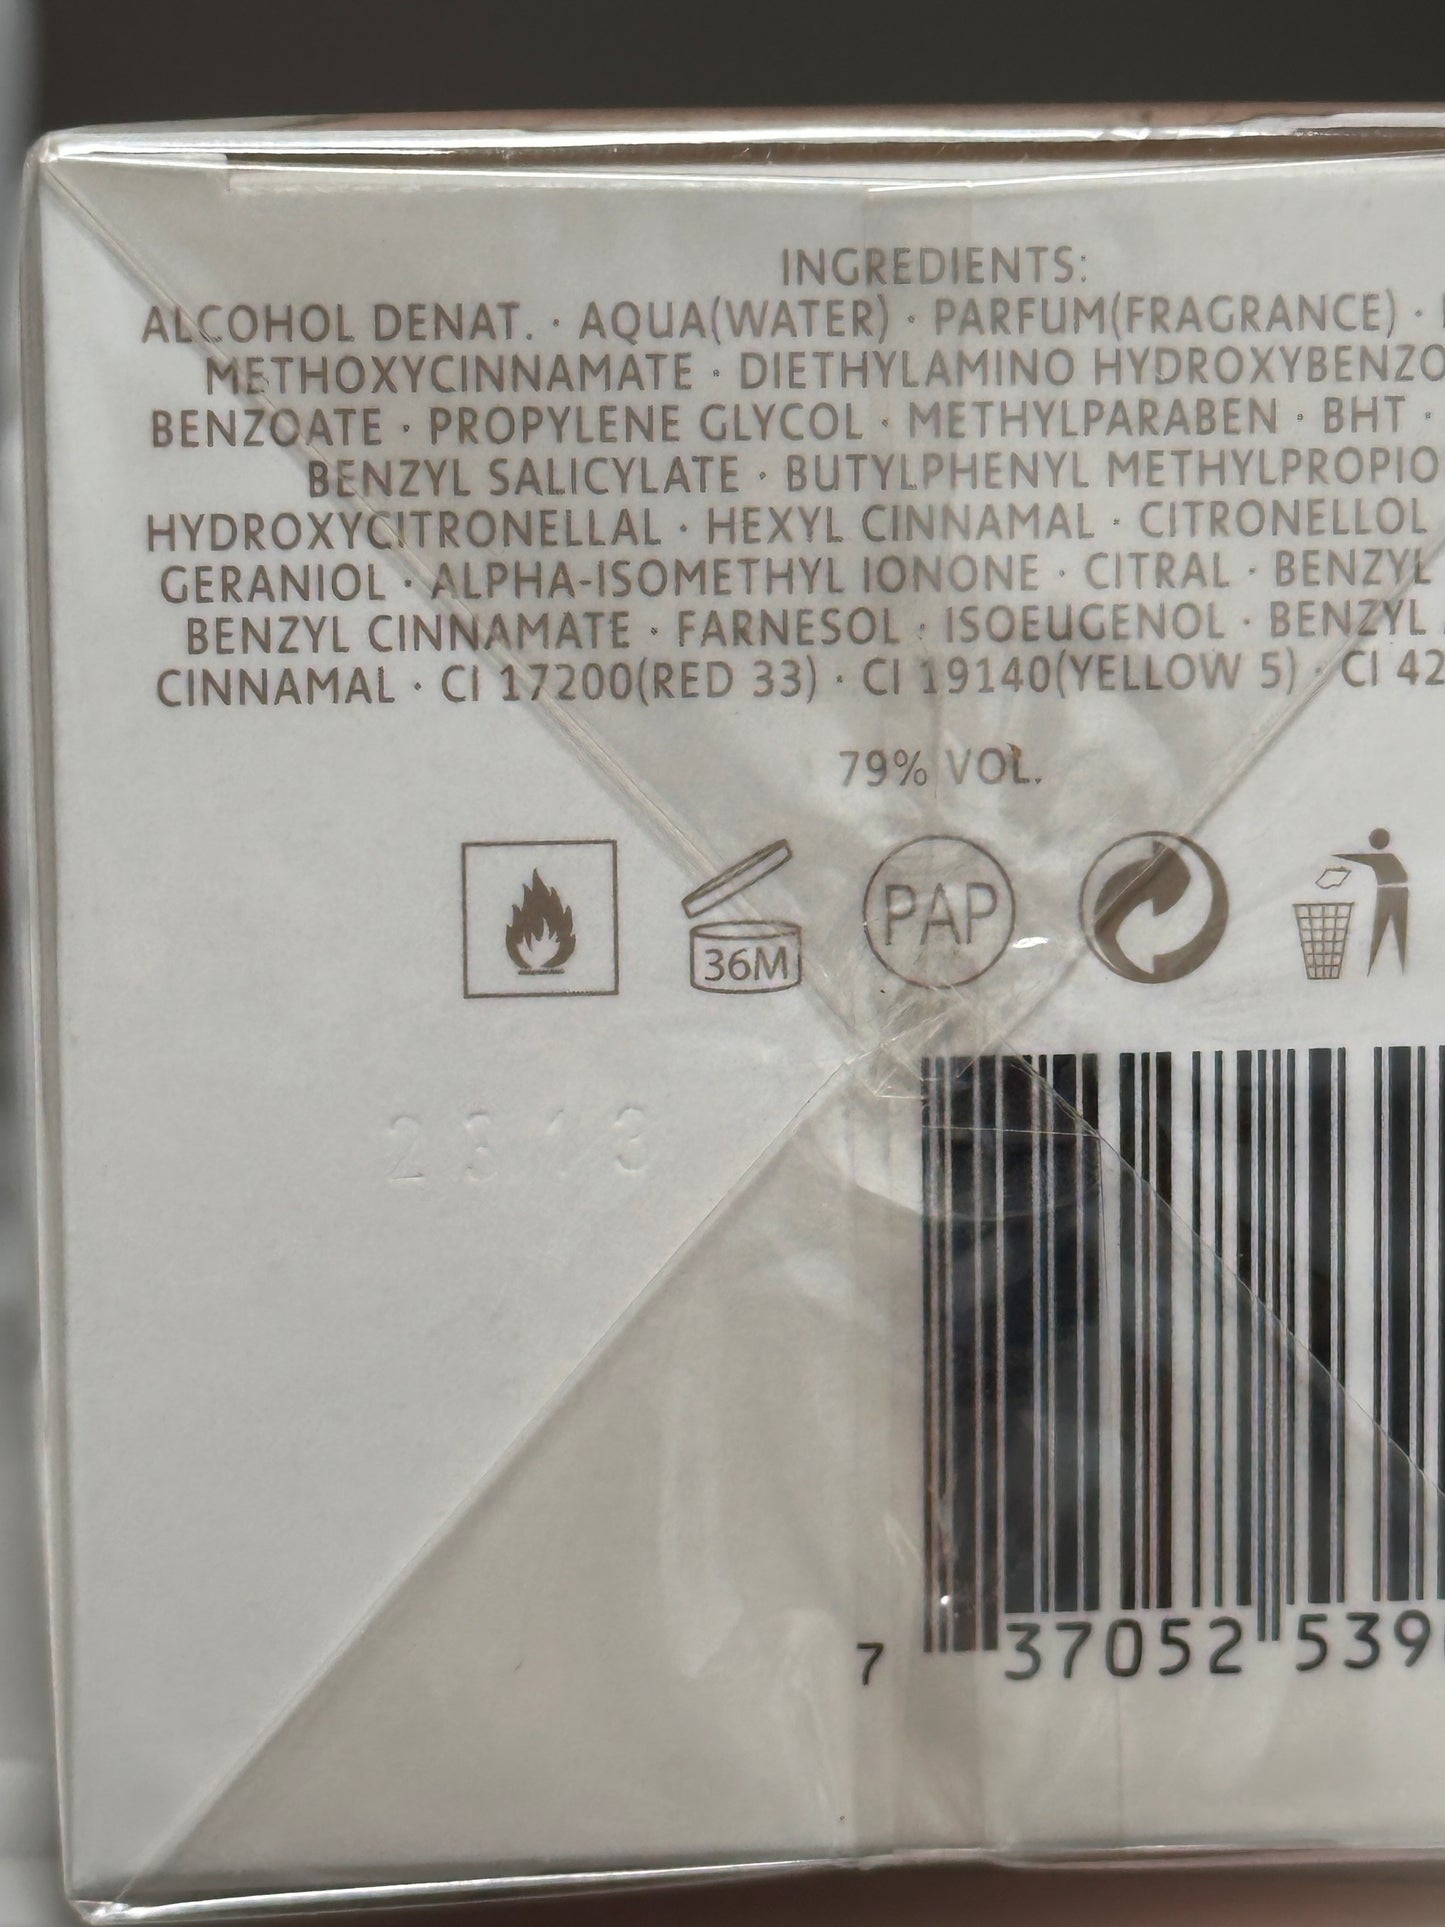 INGREDIENTS:
ALCOHOL DENAT. · AQUA(WATER) · PARFUM(FRAGRANCE) ·
METHOXYCINNAMATE · DIETHYLAMINO HYDROXYBENZO
BENZOATE · PROPYLENE GLYCOL · METHYLPARABEN · BHT ·
BENZYL SALICYLATE · BUTYLPHENYL METHYLPROPIO
HYDROXYCITRONELLAL · HEXYL CINNAMAL · CITRONELLOL
GERANIOL · ALPHA-ISOMETHYL IONONE · CITRAL · BENZYL
BENZYL CINNAMATE · FARNESOL · ISOEUGENOL · BENZYL
CINNAMAL · CI 17200(RED 33) · CI 19140(YELLOW 5) · CI 42
79% VOL.
36M
PAP
7 37052 539